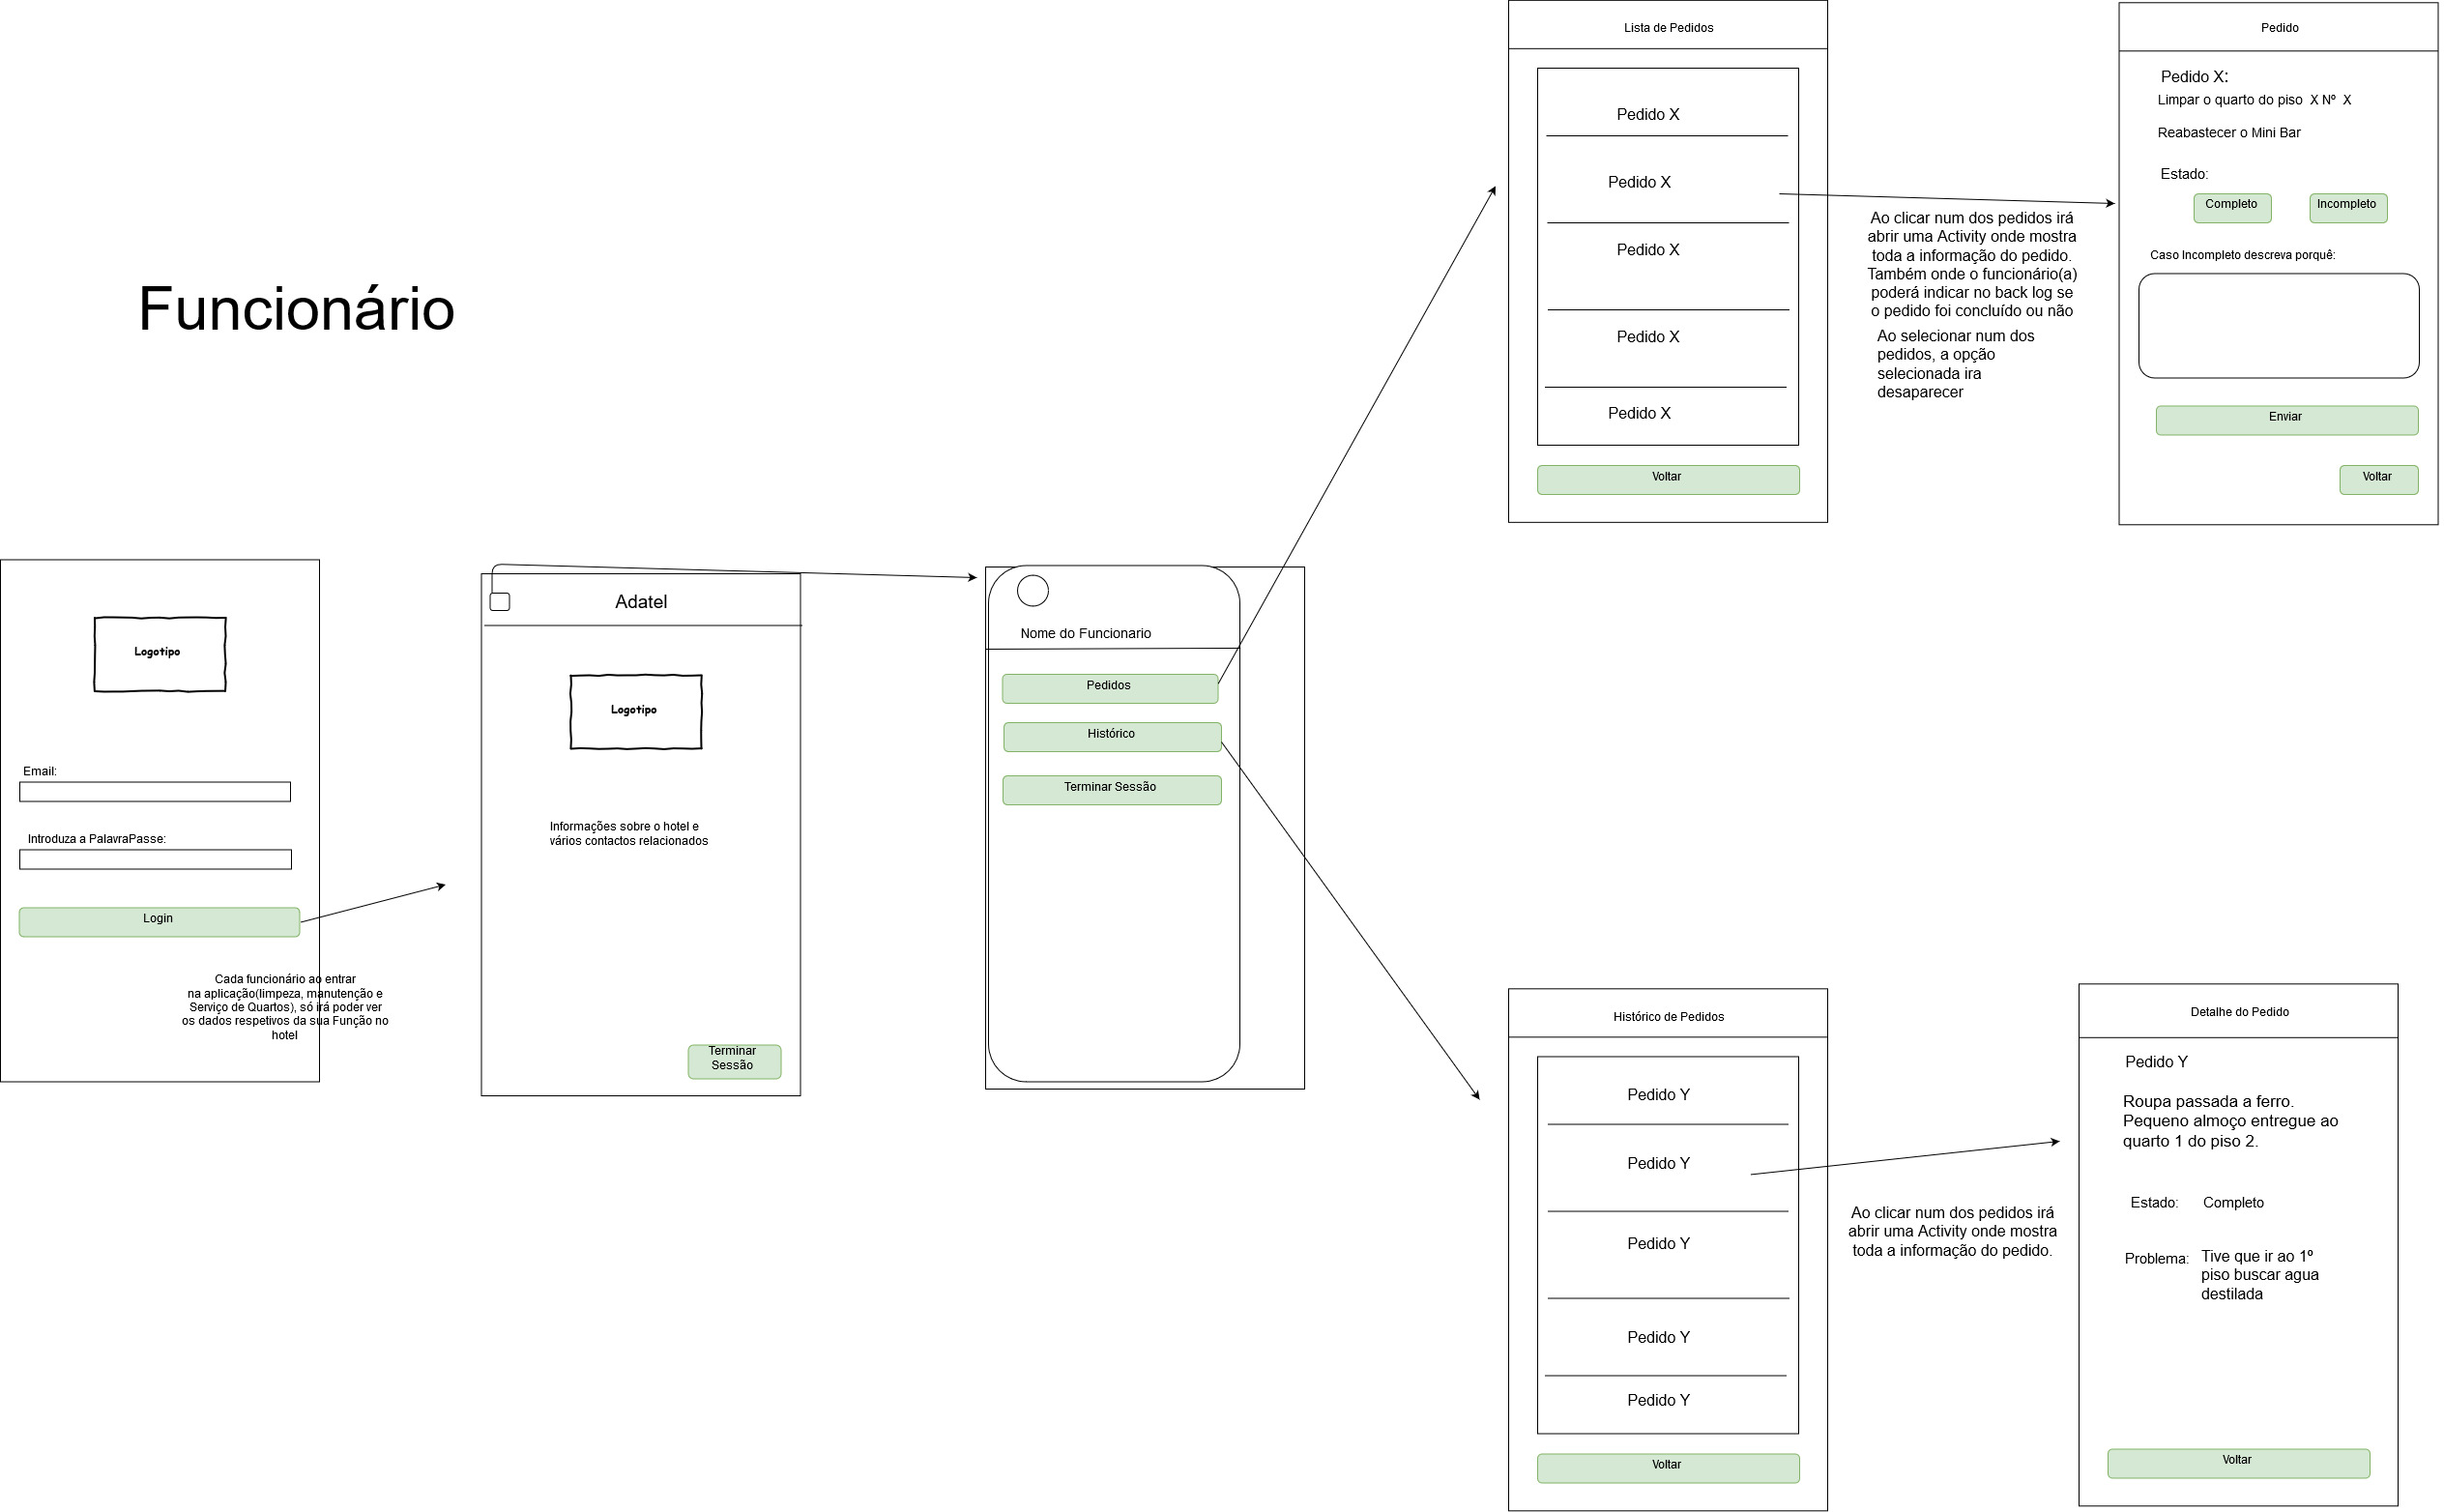 Funcionário
Logotipo
Email:
Introduza a PalavraPasse:
Login
Cada funcionário ao entrar
na aplicação(limpeza, manutenção e
Serviço de Quartos), só irá poder ver
os dados respetivos da sua Função no
hotel
Adatel
Logotipo
Informações sobre o hotel e
vários contactos relacionados
Terminar
Sessão
Nome do Funcionario
Pedidos
Histórico
Terminar Sessão
Lista de Pedidos
Pedido X
Pedido X
Pedido X
Pedido X
Pedido X
Voltar
Ao clicar num dos pedidos irá
abrir uma Activity onde mostra
toda a informação do pedido.
Também onde o funcionário(a)
poderá indicar no back log se
o pedido foi concluído ou não
Ao selecionar num dos
pedidos, a opção
selecionada ira
desaparecer
Pedido
Pedido X:
Limpar o quarto do piso X Nº X
Reabastecer o Mini Bar
Estado:
Completo
Incompleto
Caso Incompleto descreva porquê:
Enviar
Voltar
Histórico de Pedidos
Pedido Y
Pedido Y
Pedido Y
Pedido Y
Pedido Y
Voltar
Ao clicar num dos pedidos irá
abrir uma Activity onde mostra
toda a informação do pedido.
Detalhe do Pedido
Pedido Y
Roupa passada a ferro.
Pequeno almoço entregue ao
quarto 1 do piso 2.
Estado: Completo
Problema: Tive que ir ao 1º
piso buscar agua
destilada
Voltar